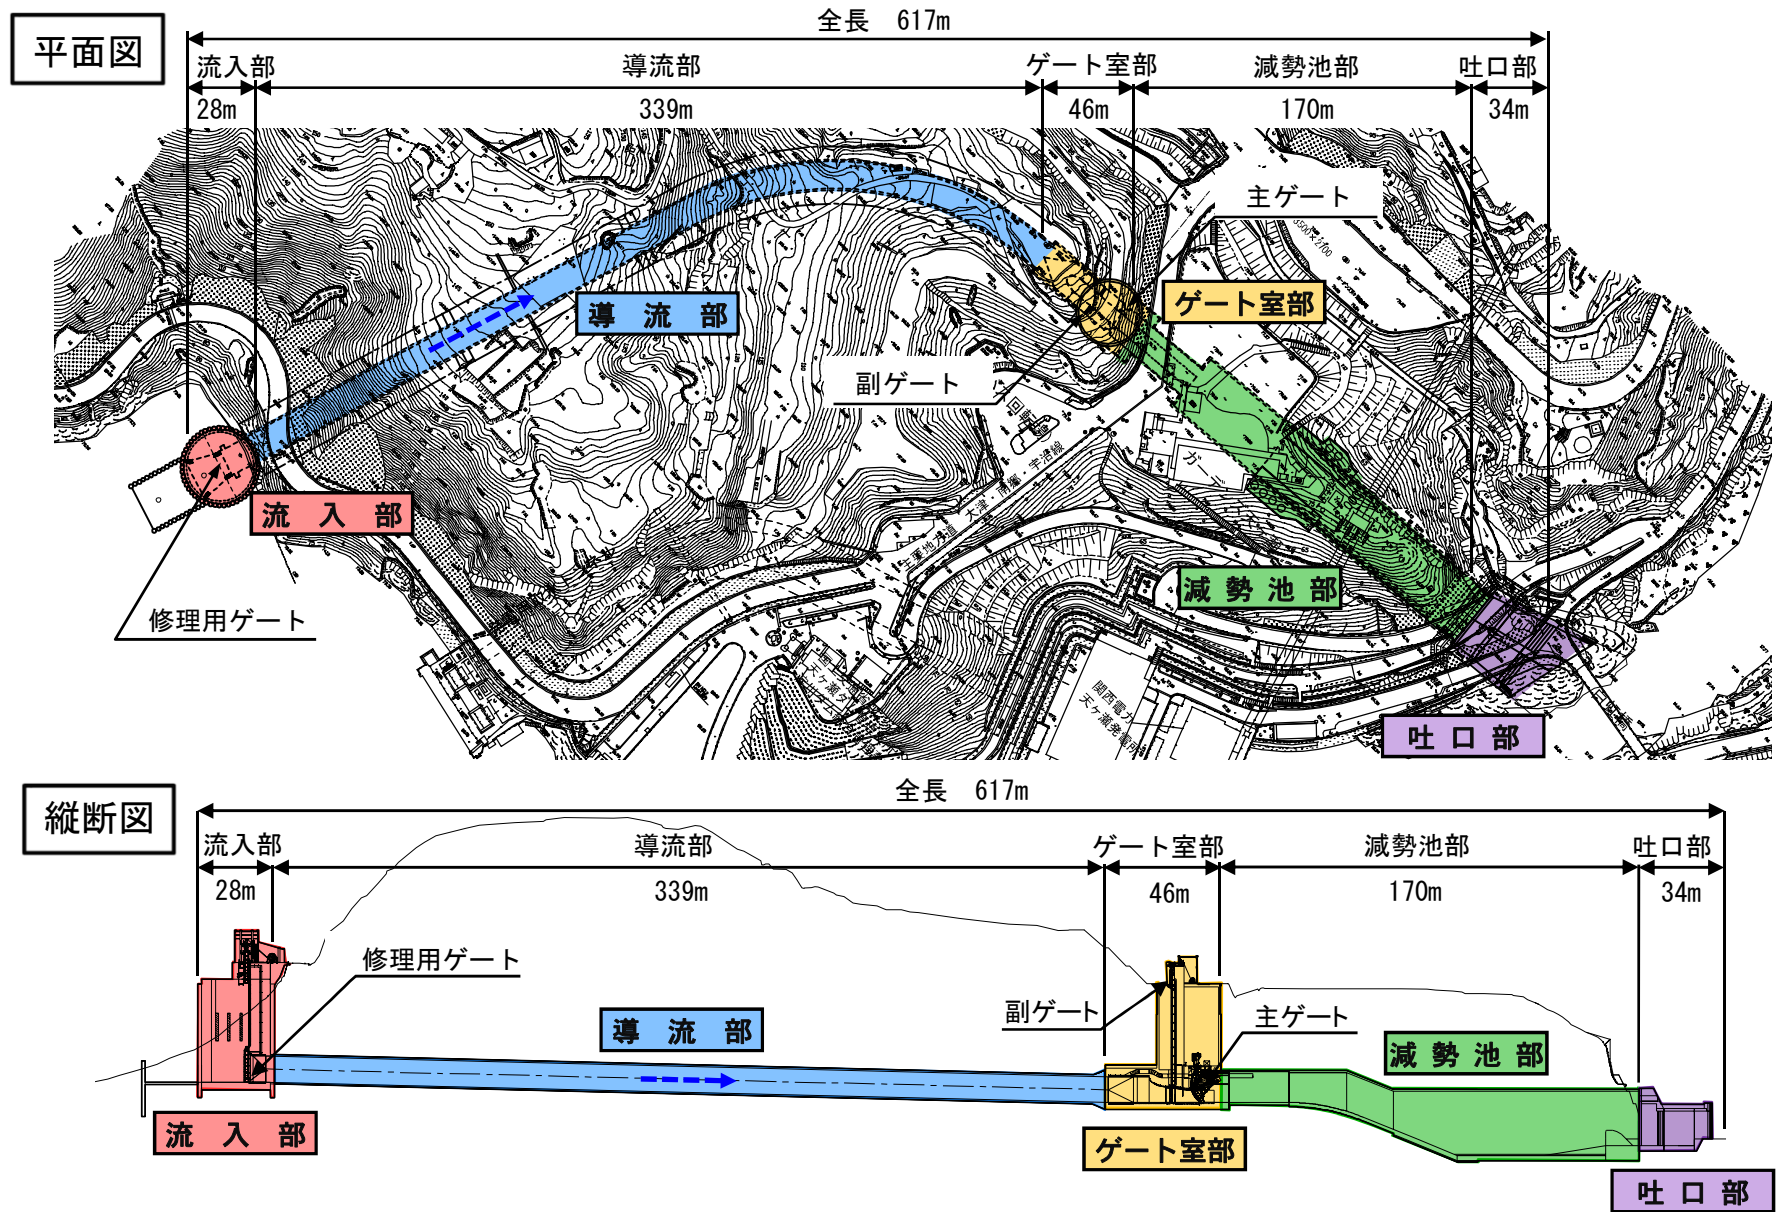 平面図
全長 617m
流入部
導流部
ゲート室部
減勢池部
吐口部
28m
339m
46m
170m
34m
主ゲート
導流部
ゲート室部
副ゲート
流入部
減勢池部
修理用ゲート
関西電力
吐口部
縦断図
全長 617m
流入部
導流部
ゲート室部
減勢池部
吐口部
28m
339m
46m
170m
34m
修理用ゲート
副ゲート
主ゲート
導流部
減勢池部
流入部
ゲート室部
吐口部